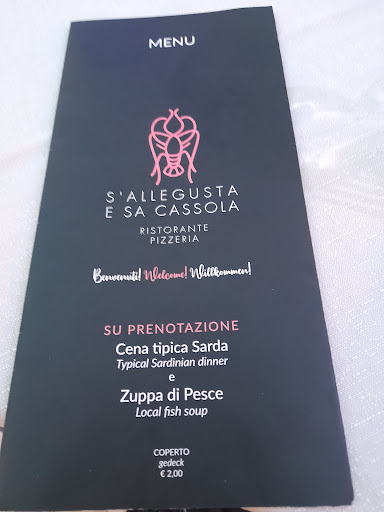 MENU
S'ALLEGUSTA
E SA CASSOLA
RISTORANTE
PIZZERIA
Benvenuti! Welcome! Willkommen!
SU PRENOTAZIONE
Cena tipica Sarda
Typical Sardinian dinner
e
Zuppa di Pesce
Local fish soup
COPERTO
gedeck
€ 2,00